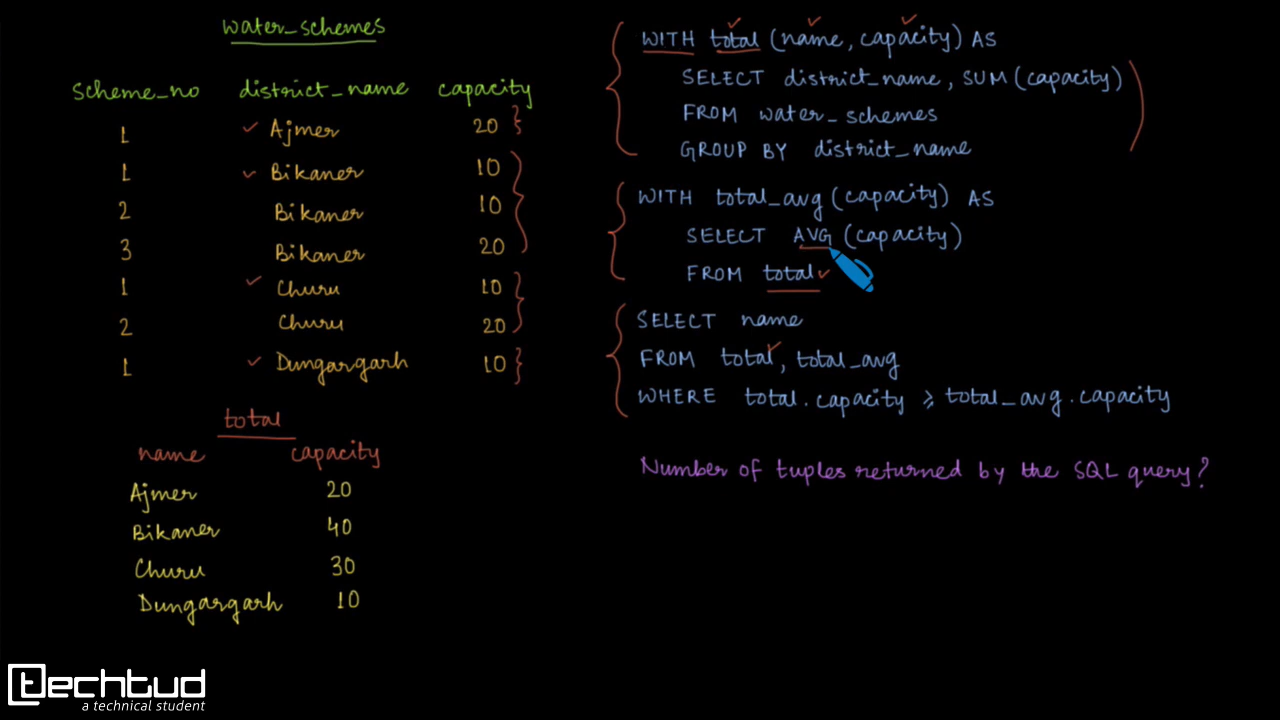 water_schemes
scheme_no district_name capacity
1 Ajmer 20
1 Bikaner 10
2 Bikaner 10
3 Bikaner 20
1 Churu 10
2 Churu 20
1 Dungargarh 10
total
name capacity
Ajmer 20
Bikaner 40
Churu 30
Dungargarh 10
WITH total (name, capacity) AS
SELECT district_name, SUM (capacity)
FROM water_schemes
GROUP BY district_name
WITH total_avg (capacity) AS
SELECT AVG (capacity)
FROM total
SELECT name
FROM total, total_avg
WHERE total.capacity ⩾ total_avg.capacity
Number of tuples returned by the SQL query?
techtud
a technical student